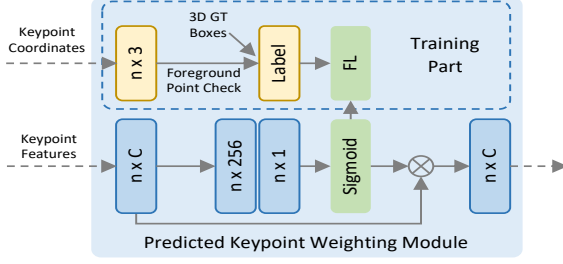 3D GT
Boxes
Keypoint
Coordinates
n x 3
Foreground
Point Check
Label
FL
Training
Part
Keypoint
Features
n x C
n x 256
n x 1
Sigmoid
n x C
Predicted Keypoint Weighting Module